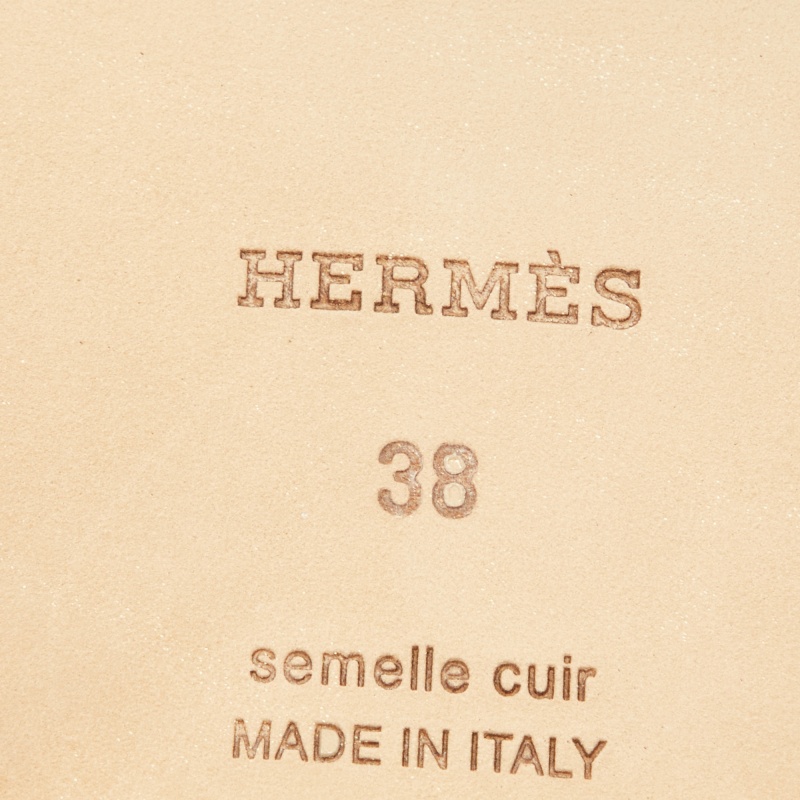 HERMÈS
38
semelle cuir
MADE IN ITALY